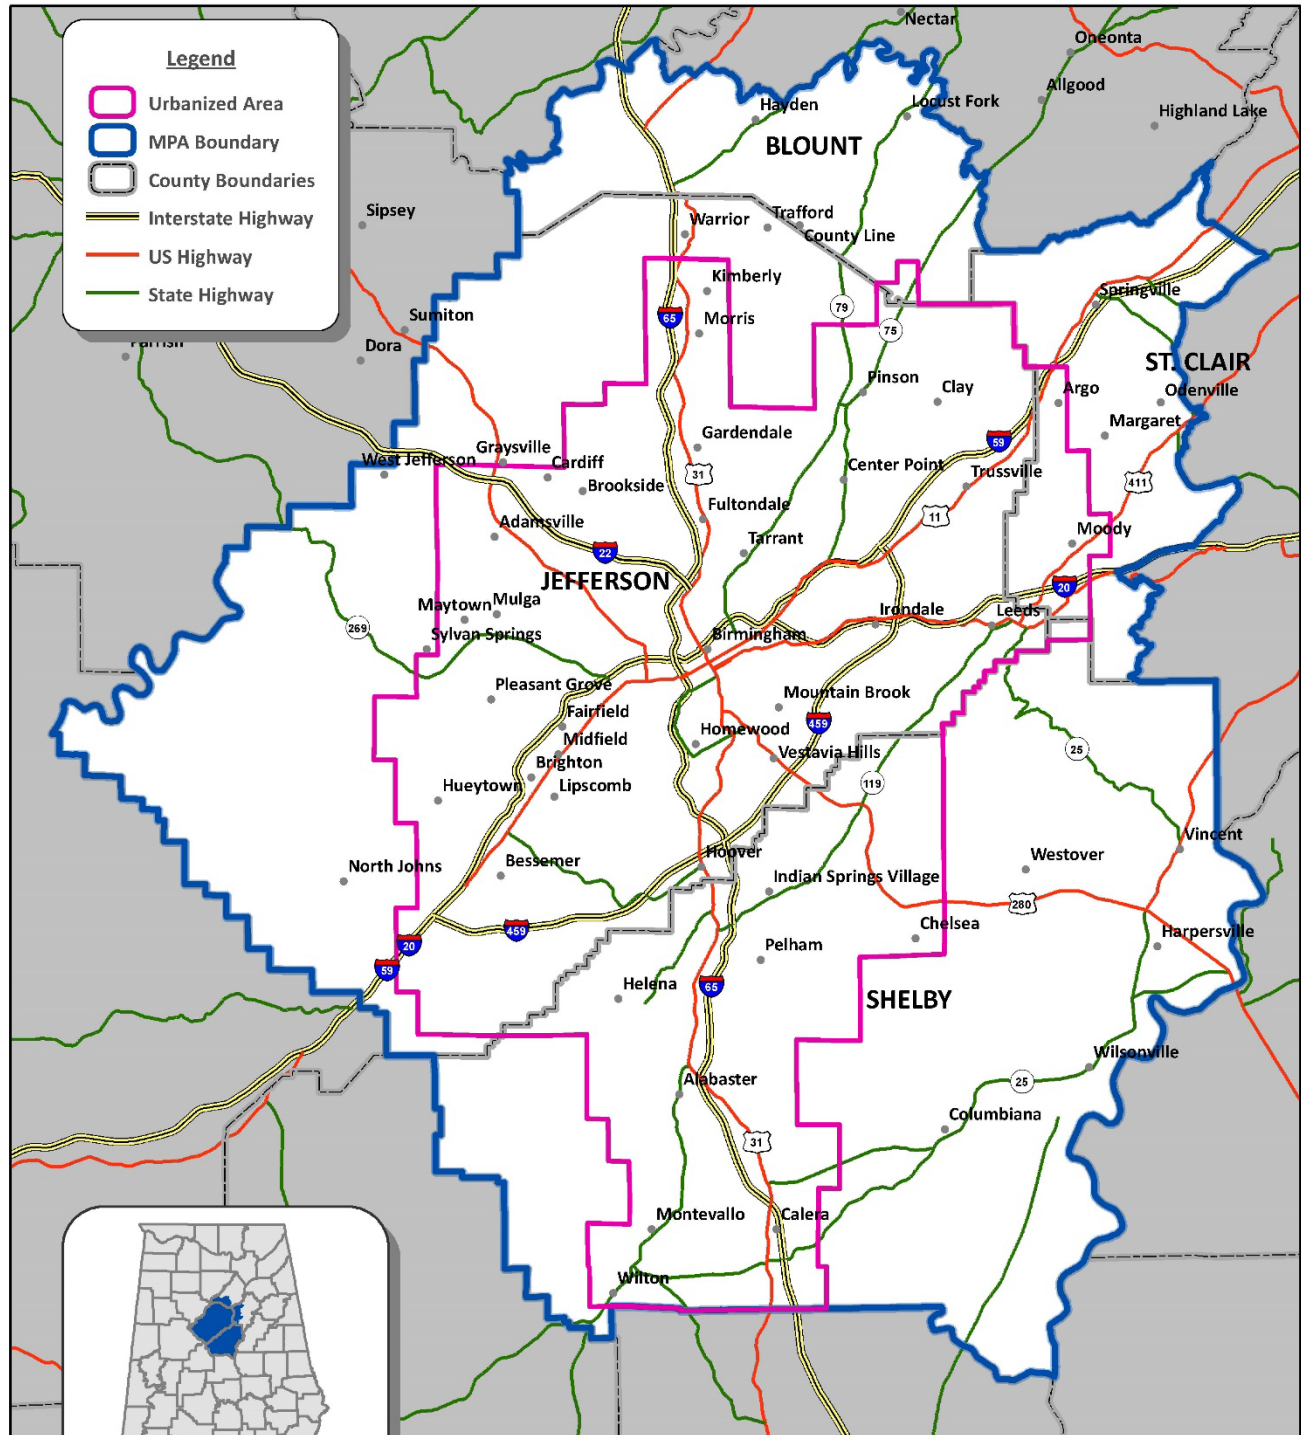 Nectar
Oneonta
Legend
Urbanized Area
MPA Boundary
County Boundaries
Interstate Highway
US Highway
State Highway
Allgood
Hayden
Locust Fork
Highland Lake
BLOUNT
Sipsey
Trafford
Warrior
County Line
Kimberly
Springville
79
65
Morris
75
Sumiton
Parrish
Dora
ST. CLAIR
Pinson
Clay
Argo
Odenville
Margaret
Gardendale
59
Graysville
West Jefferson
Cardiff
Center Point
Trussville
31
411
Brookside
Fultondale
11
Adamsville
Moody
Tarrant
22
JEFFERSON
20
Maytown
Mulga
Irondale
Leeds
269
Sylvan Springs
Birmingham
Pleasant Grove
Mountain Brook
Fairfield
459
Midfield
Homewood
25
Vestavia Hills
Brighton
Hueytown
Lipscomb
119
Vincent
North Johns
Bessemer
Hoover
Westover
Indian Springs Village
280
459
Chelsea
Harpersville
20
Pelham
59
Helena
65
SHELBY
Wilsonville
Alabaster
25
Columbiana
31
Montevallo
Calera
Wilton